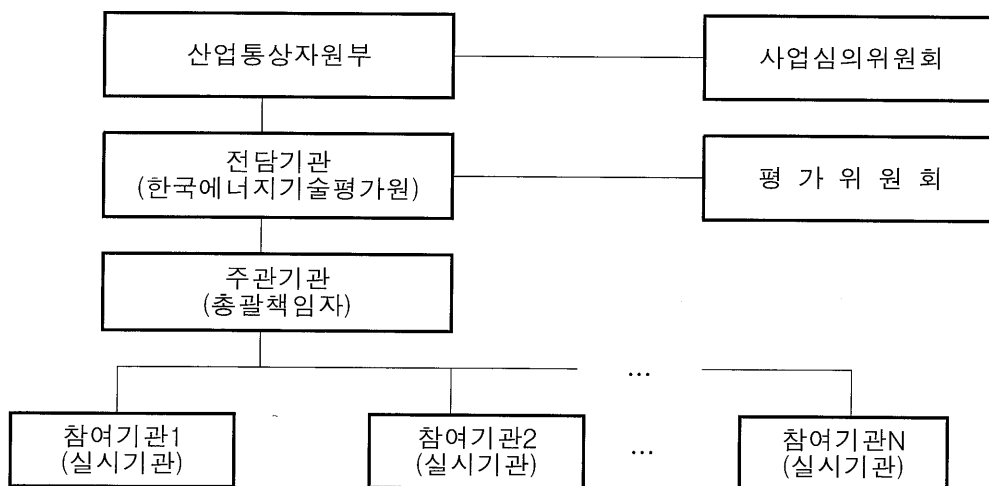 산업통상자원부
사업심의위원회
전담기관
(한국에너지기술평가원)
평 가 위 원 회
주관기관
(총괄책임자)
...
참여기관1
(실시기관)
참여기관2
(실시기관)
...
참여기관N
(실시기관)